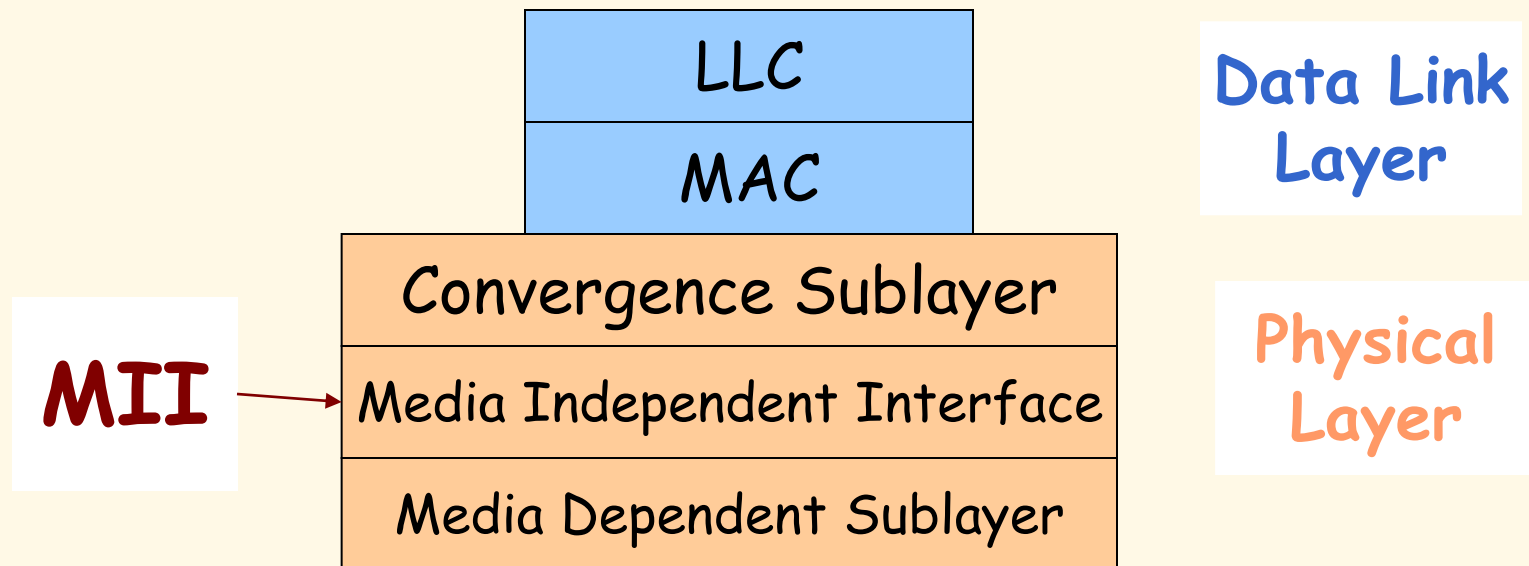 LLC
MAC
Data Link
Layer
Convergence Sublayer
MII
Media Independent Interface
Physical
Layer
Media Dependent Sublayer